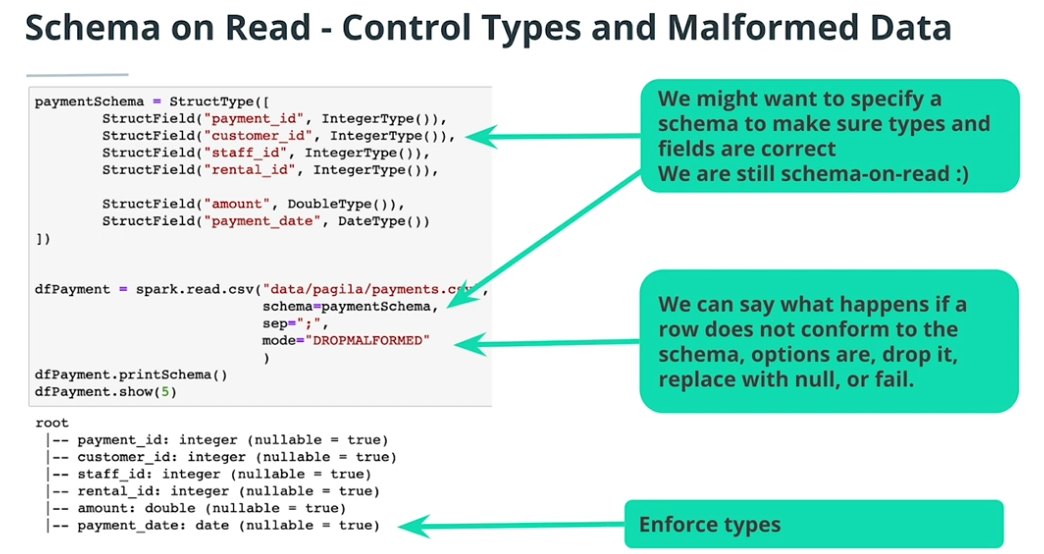 Schema on Read - Control Types and Malformed Data
paymentSchema = StructType([
StructField("payment_id", IntegerType()),
StructField("customer_id", IntegerType()),
StructField("staff_id", IntegerType()),
StructField("rental_id", IntegerType()),
StructField("amount", DoubleType()),
StructField("payment_date", DateType())
])
dfPayment = spark.read.csv("data/pagila/payments.csv",
schema=paymentSchema,
sep=";",
mode="DROPMALFORMED"
)
dfPayment.printSchema()
dfPayment.show(5)
root
|-- payment_id: integer (nullable = true)
|-- customer_id: integer (nullable = true)
|-- staff_id: integer (nullable = true)
|-- rental_id: integer (nullable = true)
|-- amount: double (nullable = true)
|-- payment_date: date (nullable = true)
We might want to specify a
schema to make sure types and
fields are correct
We are still schema-on-read :)
We can say what happens if a
row does not conform to the
schema, options are, drop it,
replace with null, or fail.
Enforce types